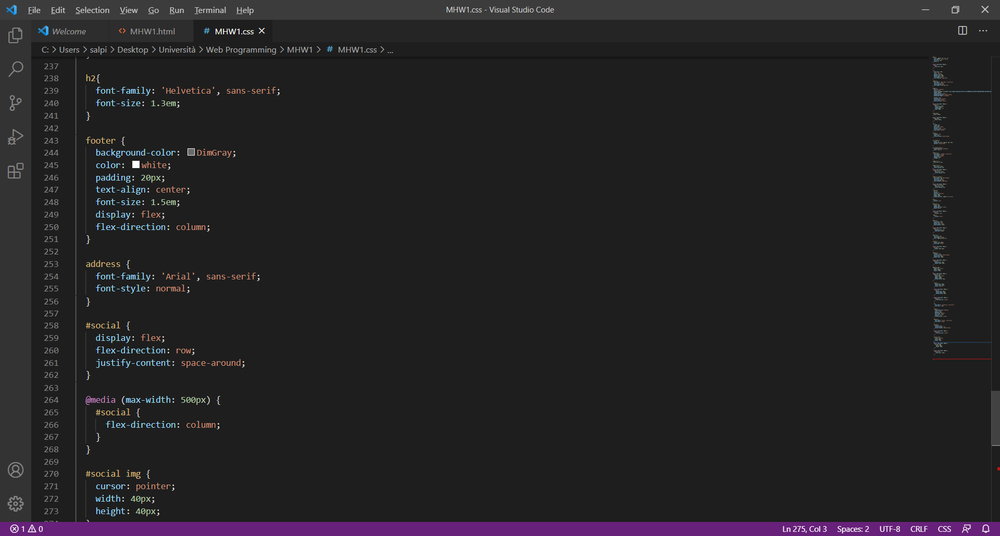 File Edit Selection View Go Run Terminal Help
MHW1.css - Visual Studio Code
Welcome
<> MHW1.html
# MHW1.css
C: > Users > salpi > Desktop > Università > Web Programming > MHW1 > # MHW1.css > ...
237
238 h2{
239 font-family: 'Helvetica', sans-serif;
240 font-size: 1.3em;
241 }
242
243 footer {
244 background-color: DimGray;
245 color: white;
246 padding: 20px;
247 text-align: center;
248 font-size: 1.5em;
249 display: flex;
250 flex-direction: column;
251 }
252
253 address {
254 font-family: 'Arial', sans-serif;
255 font-style: normal;
256 }
257
258 #social {
259 display: flex;
260 flex-direction: row;
261 justify-content: space-around;
262 }
263
264 @media (max-width: 500px) {
265 #social {
266 flex-direction: column;
267 }
268 }
269
270 #social img {
271 cursor: pointer;
272 width: 40px;
273 height: 40px;
1 0
Ln 275, Col 3 Spaces: 2 UTF-8 CRLF CSS